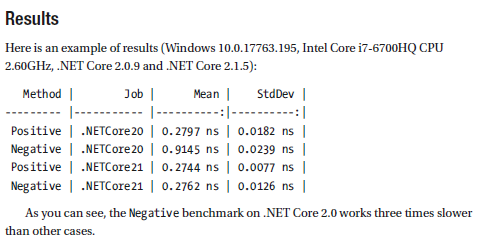 Results
Here is an example of results (Windows 10.0.17763.195, Intel Core i7-6700HQ CPU
2.60GHz, .NET Core 2.0.9 and .NET Core 2.1.5):
Method | Job | Mean | StdDev |
--------- |----------- |----------:|----------:|
Positive | .NETCore20 | 0.2797 ns | 0.0182 ns |
Negative | .NETCore20 | 0.9145 ns | 0.0239 ns |
Positive | .NETCore21 | 0.2744 ns | 0.0077 ns |
Negative | .NETCore21 | 0.2762 ns | 0.0126 ns |
As you can see, the Negative benchmark on .NET Core 2.0 works three times slower
than other cases.